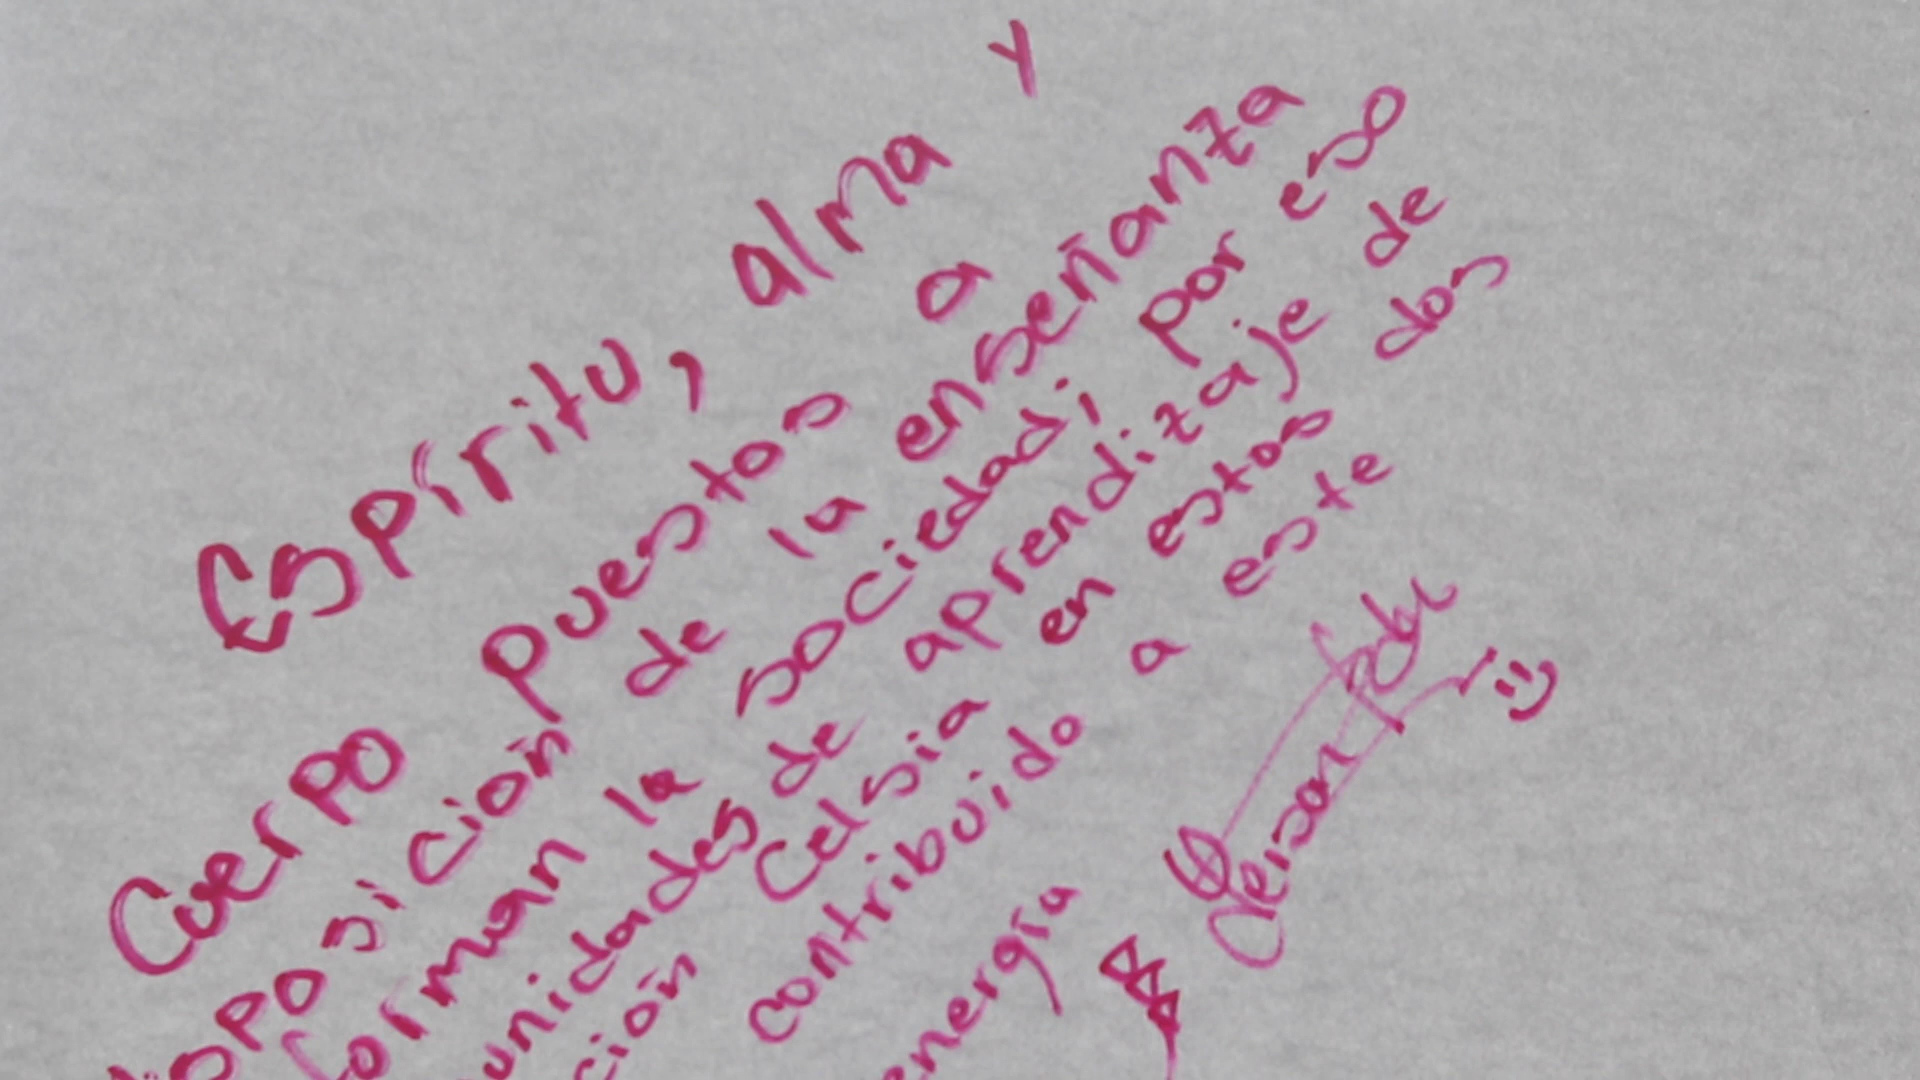 Espíritu, alma y
Cuerpo puestos a
sposición de la enseñanza
forman la sociedad; por eso
unidades de aprendizaje de
ción Celsia en estos dos
contribuido a este
energía